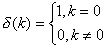 δ(k) = { 1, k = 0
0, k ≠ 0